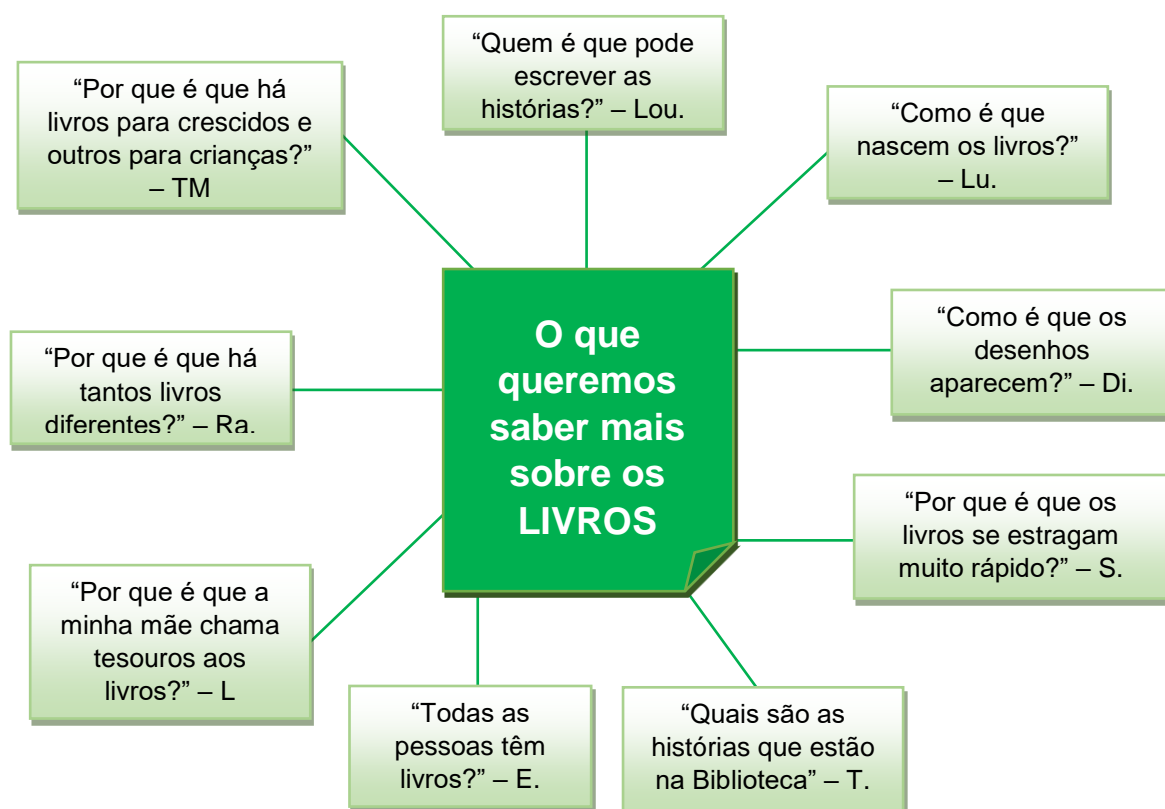 “Quem é que pode
escrever as
histórias?” – Lou.
“Por que é que há
livros para crescidos e
outros para crianças?”
– TM
“Como é que
nascem os livros?”
– Lu.
“Como é que os
desenhos
aparecem?” – Di.
“Por que é que há
tantos livros
diferentes?” – Ra.
O que
queremos
saber mais
sobre os
LIVROS
“Por que é que os
livros se estragam
muito rápido?” – S.
“Por que é que a
minha mãe chama
tesouros aos
livros?” – L
“Todas as
pessoas têm
livros?” – E.
“Quais são as
histórias que estão
na Biblioteca” – T.